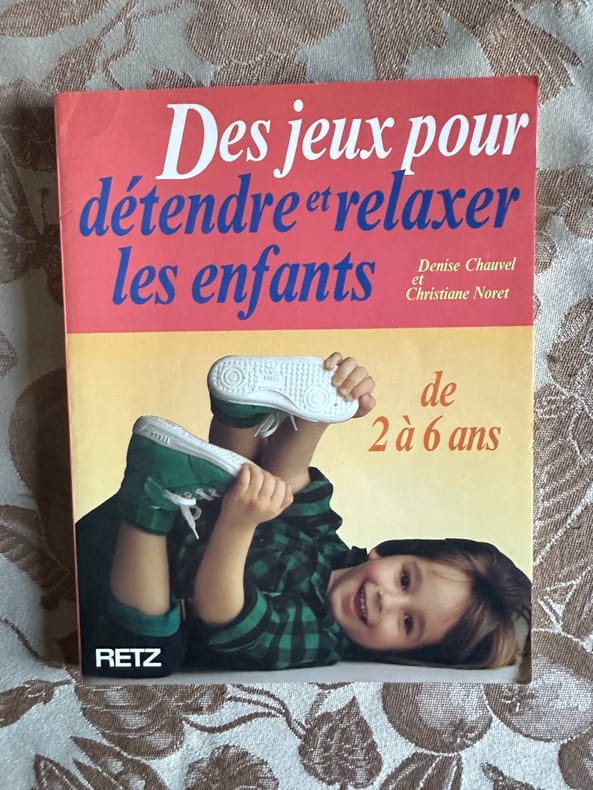 Des jeux pour
détendre et relaxer
les enfants
Denise Chauvel
et
Christiane Noret
de
2 à 6 ans
RETZ